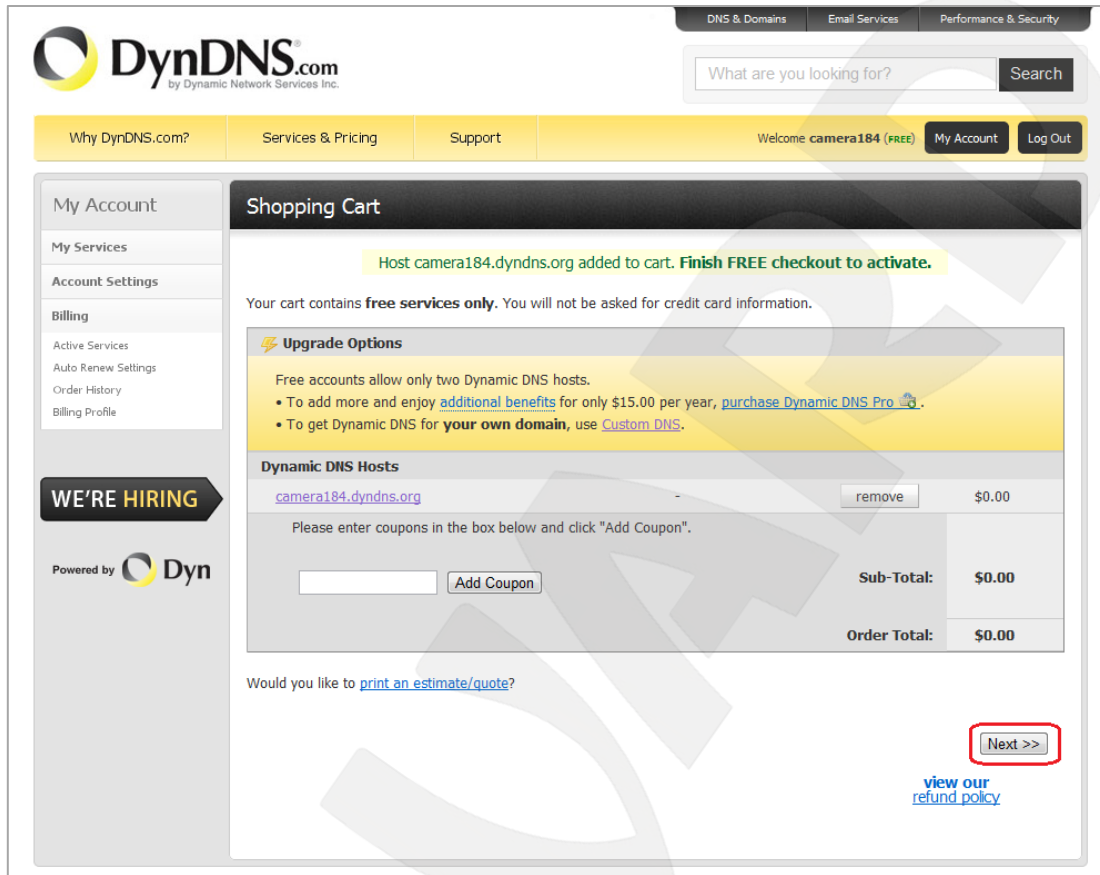 DNS & Domains Email Services Performance & Security
DynDNS.com
by Dynamic Network Services Inc.
What are you looking for? Search
Why DynDNS.com? Services & Pricing Support Welcome camera184 (FREE) My Account Log Out
My Account
My Services
Account Settings
Billing
Active Services
Auto Renew Settings
Order History
Billing Profile
WE'RE HIRING
Powered by Dyn
Shopping Cart
Host camera184.dyndns.org added to cart. Finish FREE checkout to activate.
Your cart contains free services only. You will not be asked for credit card information.
Upgrade Options
Free accounts allow only two Dynamic DNS hosts.
• To add more and enjoy additional benefits for only $15.00 per year, purchase Dynamic DNS Pro .
• To get Dynamic DNS for your own domain, use Custom DNS.
Dynamic DNS Hosts
camera184.dyndns.org - remove $0.00
Please enter coupons in the box below and click "Add Coupon".
Add Coupon Sub-Total: $0.00
Order Total: $0.00
Would you like to print an estimate/quote?
Next >>
view our
refund policy